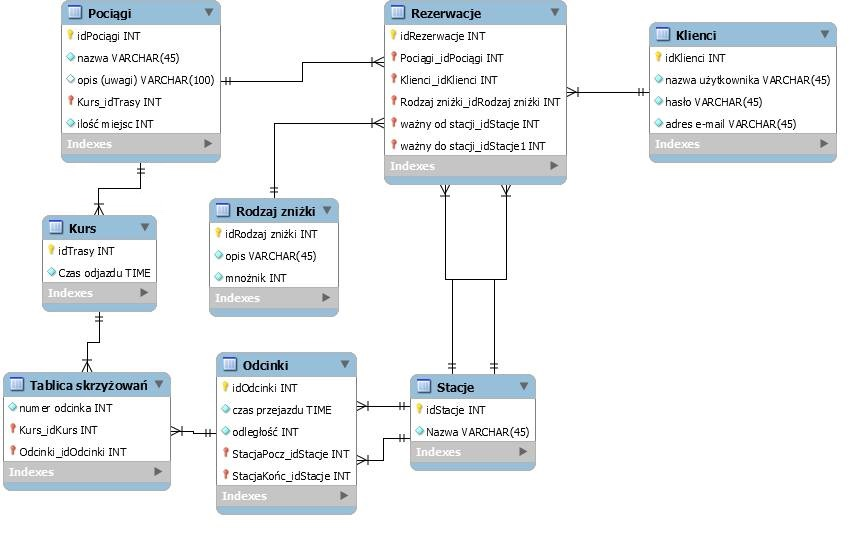 Pociągi
idPociągi INT
nazwa VARCHAR(45)
opis (uwagi) VARCHAR(100)
Kurs_idTrasy INT
ilość miejsc INT
Indexes
Rezerwacje
idRezerwacje INT
Pociągi_idPociągi INT
Klienci_idKlienci INT
Rodzaj zniżki_idRodzaj zniżki INT
ważny od stacji_idStacje INT
ważny do stacji_idStacje1 INT
Indexes
Klienci
idKlienci INT
nazwa użytkownika VARCHAR(45)
hasło VARCHAR(45)
adres e-mail VARCHAR(45)
Indexes
Kurs
idTrasy INT
Czas odjazdu TIME
Indexes
Rodzaj zniżki
idRodzaj zniżki INT
opis VARCHAR(45)
mnożnik INT
Indexes
Tablica skrzyżowań
numer odcinka INT
Kurs_idKurs INT
Odcinki_idOdcinki INT
Indexes
Odcinki
idOdcinki INT
czas przejazdu TIME
odległość INT
StacjaPocz_idStacje INT
StacjaKońc_idStacje INT
Indexes
Stacje
idStacje INT
Nazwa VARCHAR(45)
Indexes